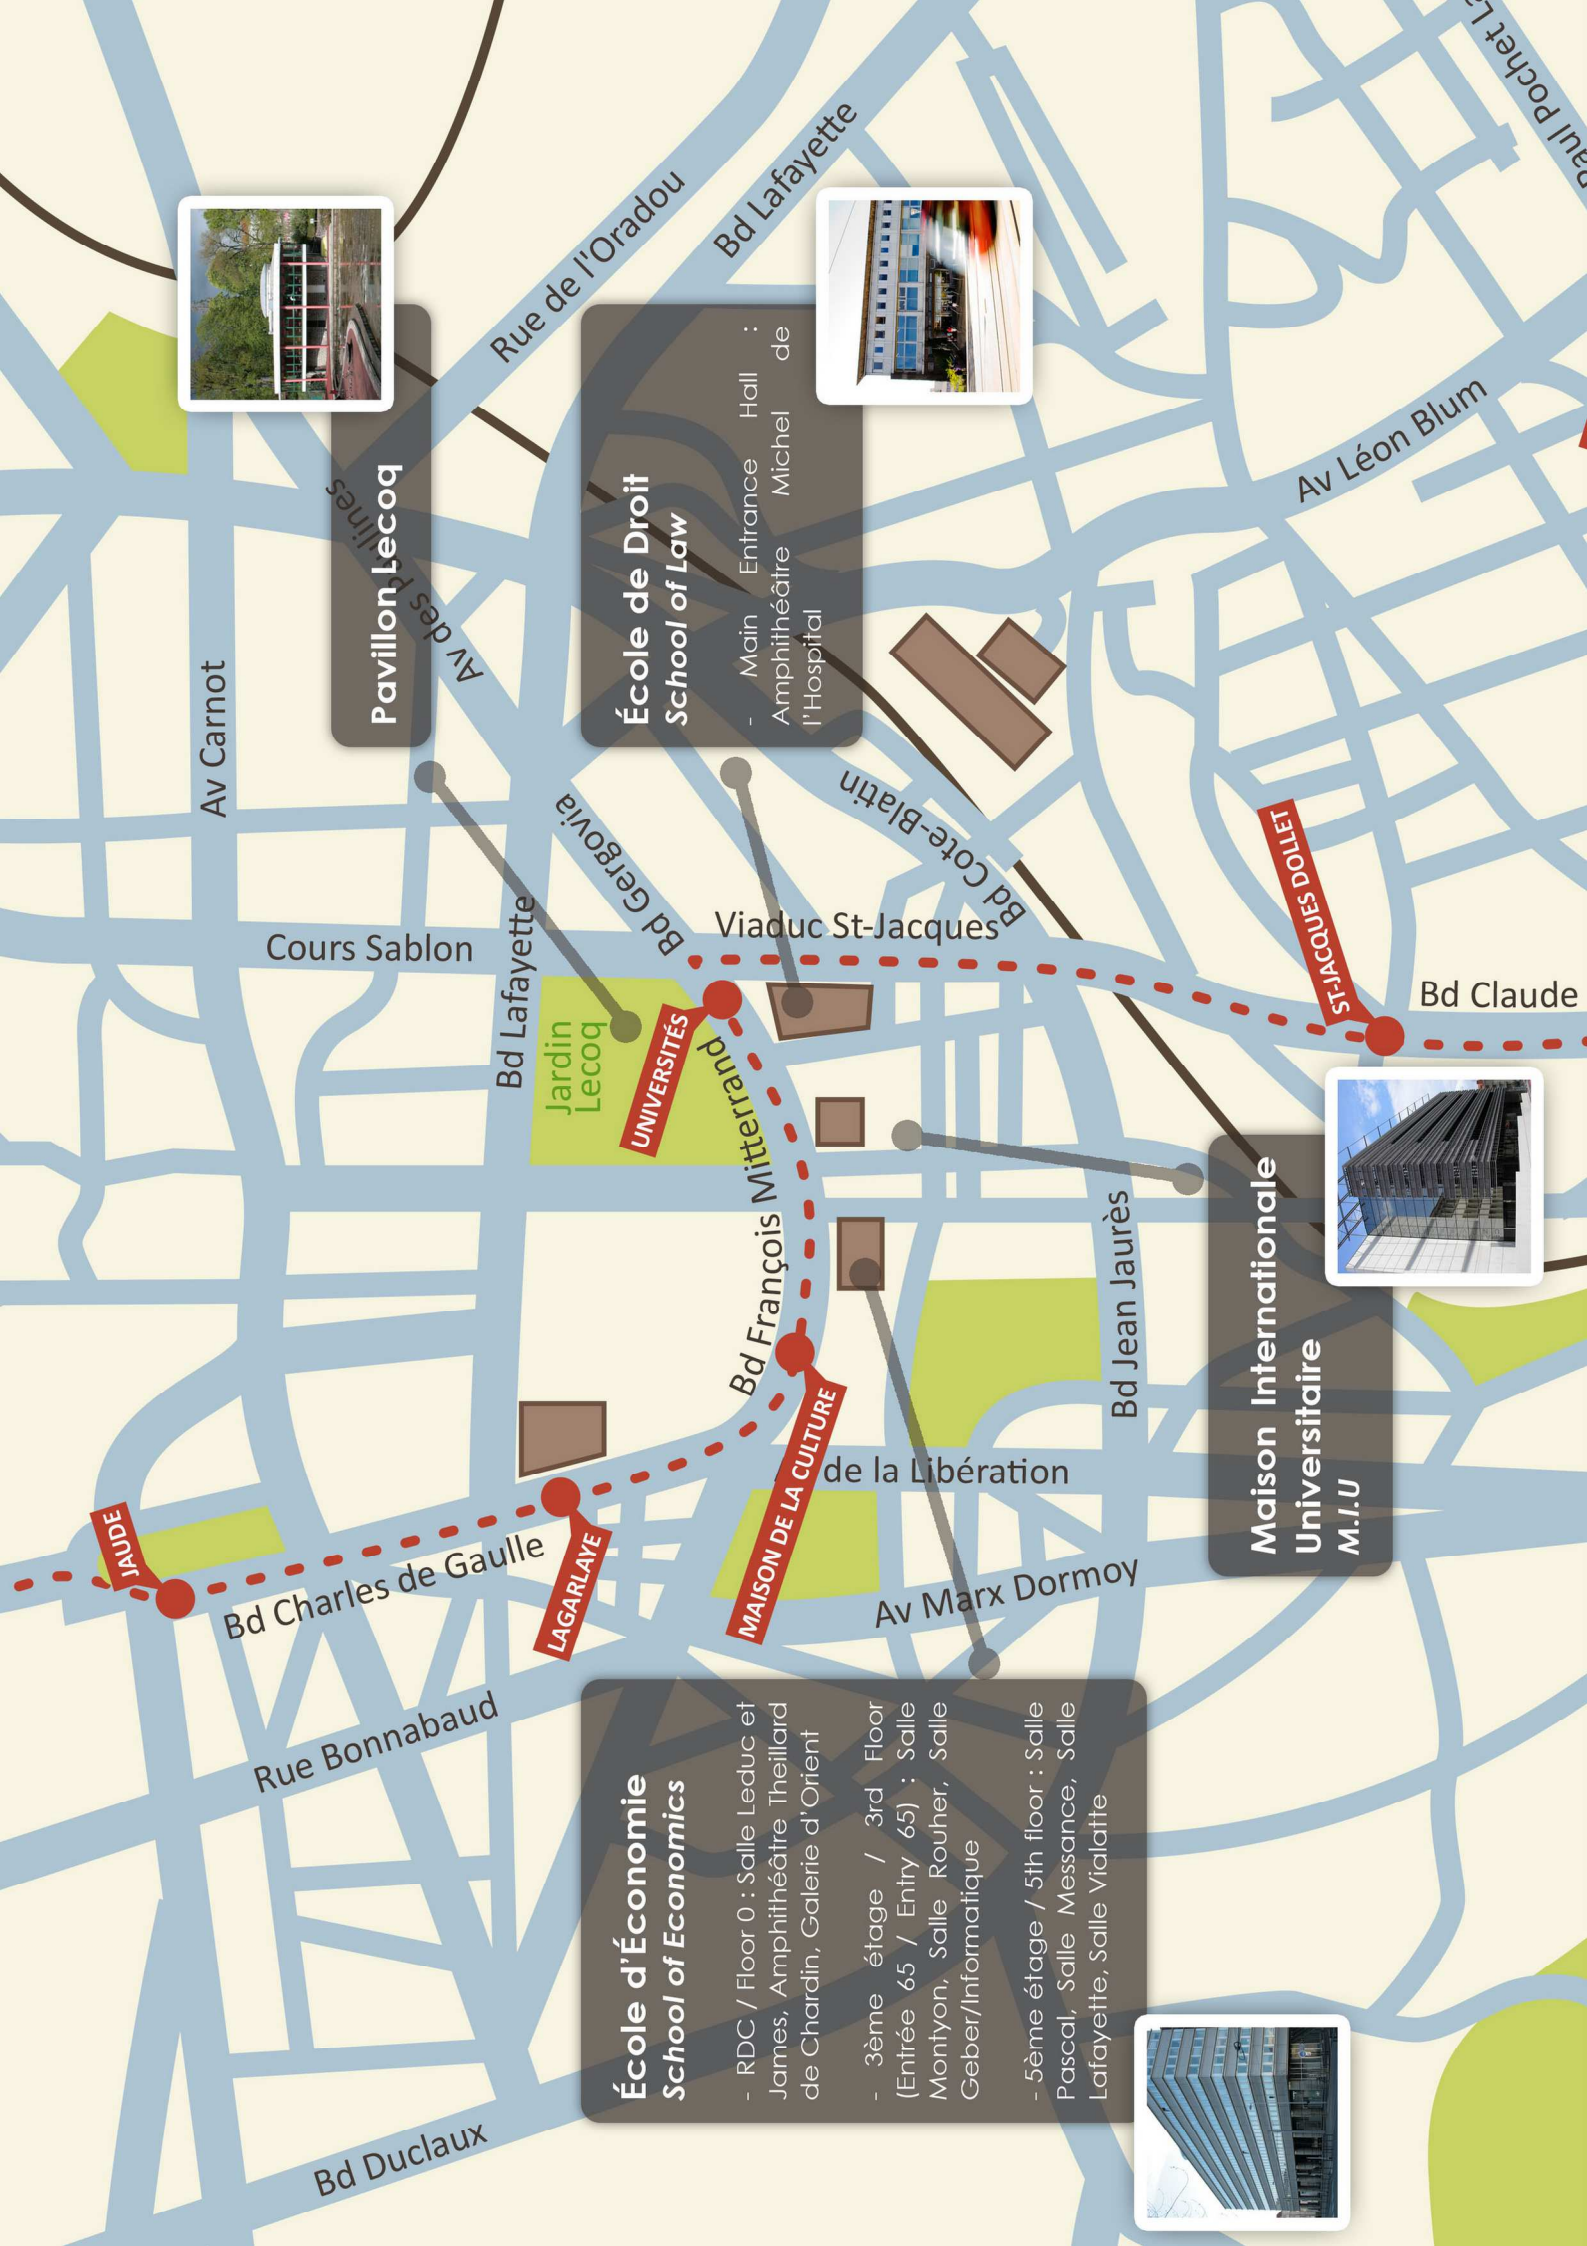 École d'Économie
School of Economics
- RDC / Floor 0 : Salle Leduc et
James, Amphithéâtre Theillard
de Chardin, Galerie d'Orient
- 3ème étage / 3rd Floor
(Entrée 65 / Entry 65) : Salle
Montyon, Salle Rouher, Salle
Geber/Informatique
- 5ème étage / 5th floor : Salle
Pascal, Salle Messance, Salle
Lafayette, Salle Vialatte
Maison Internationale
Universitaire
M.I.U
École de Droit
School of Law
- Main Entrance Hall :
Amphithéâtre Michel de
l'Hospital
Pavillon Lecoq
JAUDE
LAGARLAYE
MAISON DE LA CULTURE
UNIVERSITÉS
ST-JACQUES DOLLET
Jardin
Lecoq
Bd Duclaux
Rue Bonnabaud
Bd Charles de Gaulle
Av Marx Dormoy
de la Libération
Bd Jean Jaurès
Bd François Mitterrand
Bd Lafayette
Cours Sablon
Av Carnot
Av des Paulines
Bd Gergovia
Viaduc St-Jacques
Bd Cote-Blatin
Bd Claude
Rue de l'Oradou
Bd Lafayette
Av Léon Blum
Paul Pochet La